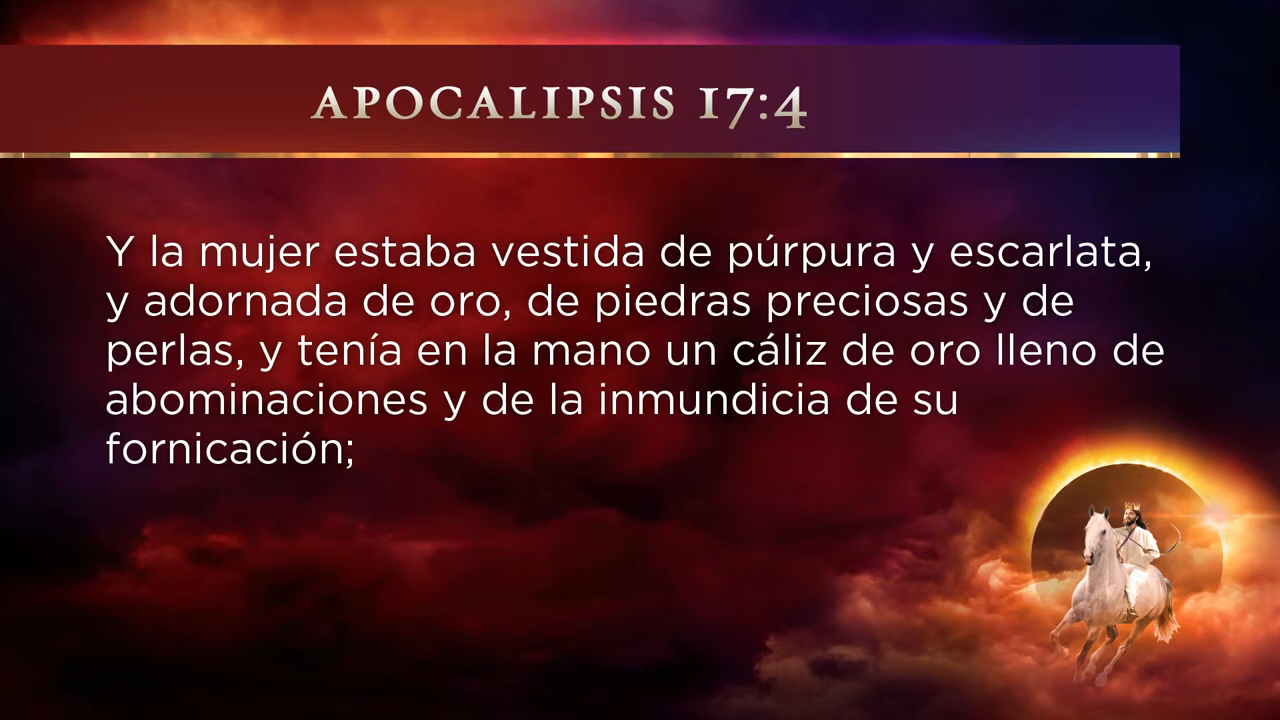 APOCALIPSIS 17:4
Y la mujer estaba vestida de púrpura y escarlata,
y adornada de oro, de piedras preciosas y de
perlas, y tenía en la mano un cáliz de oro lleno de
abominaciones y de la inmundicia de su
fornicación;